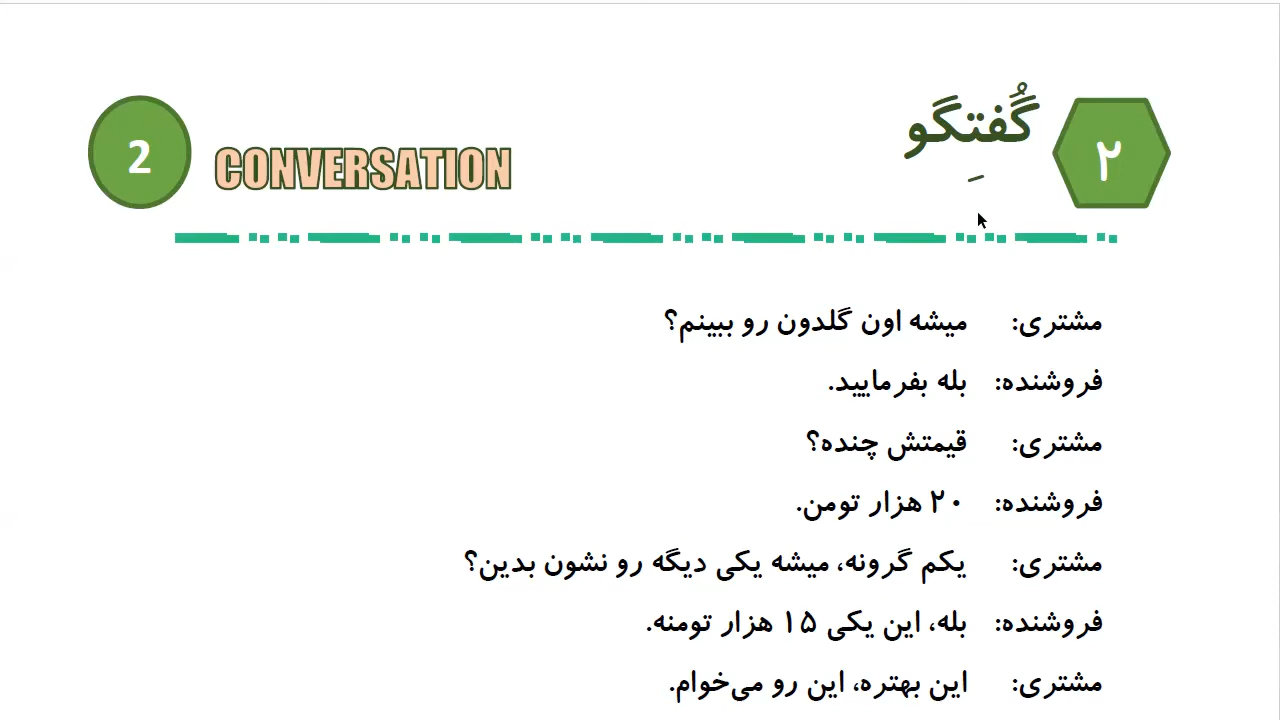 2
CONVERSATION
گُفتِگو
۲
مشتری: میشه اون گلدون رو ببینم؟
فروشنده: بله بفرمایید.
مشتری: قیمتش چنده؟
فروشنده: ۲۰ هزار تومن.
مشتری: یکم گرونه، میشه یکی دیگه رو نشون بدین؟
فروشنده: بله، این یکی ۱۵ هزار تومنه.
مشتری: این بهتره، این رو می‌خوام.